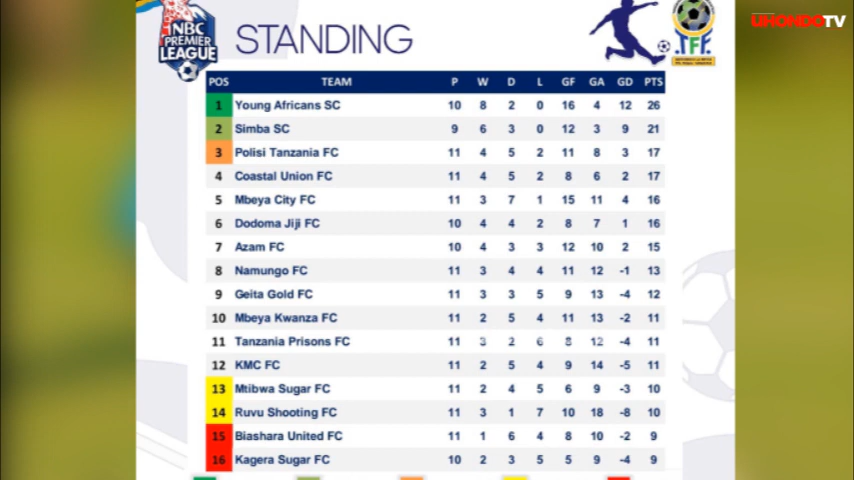 NBC
PREMIER
LEAGUE
STANDING
TFF
UHONDOTV
POS TEAM P W D L GF GA GD PTS
1 Young Africans SC 10 8 2 0 16 4 12 26
2 Simba SC 9 6 3 0 12 3 9 21
3 Polisi Tanzania FC 11 4 5 2 11 8 3 17
4 Coastal Union FC 11 4 5 2 8 6 2 17
5 Mbeya City FC 11 3 7 1 15 11 4 16
6 Dodoma Jiji FC 10 4 4 2 8 7 1 16
7 Azam FC 10 4 3 3 12 10 2 15
8 Namungo FC 11 3 4 4 11 12 -1 13
9 Geita Gold FC 11 3 3 5 9 13 -4 12
10 Mbeya Kwanza FC 11 2 5 4 11 13 -2 11
11 Tanzania Prisons FC 11 3 2 6 8 12 -4 11
12 KMC FC 11 2 5 4 9 14 -5 11
13 Mtibwa Sugar FC 11 2 4 5 6 9 -3 10
14 Ruvu Shooting FC 11 3 1 7 10 18 -8 10
15 Biashara United FC 11 1 6 4 8 10 -2 9
16 Kagera Sugar FC 10 2 3 5 5 9 -4 9